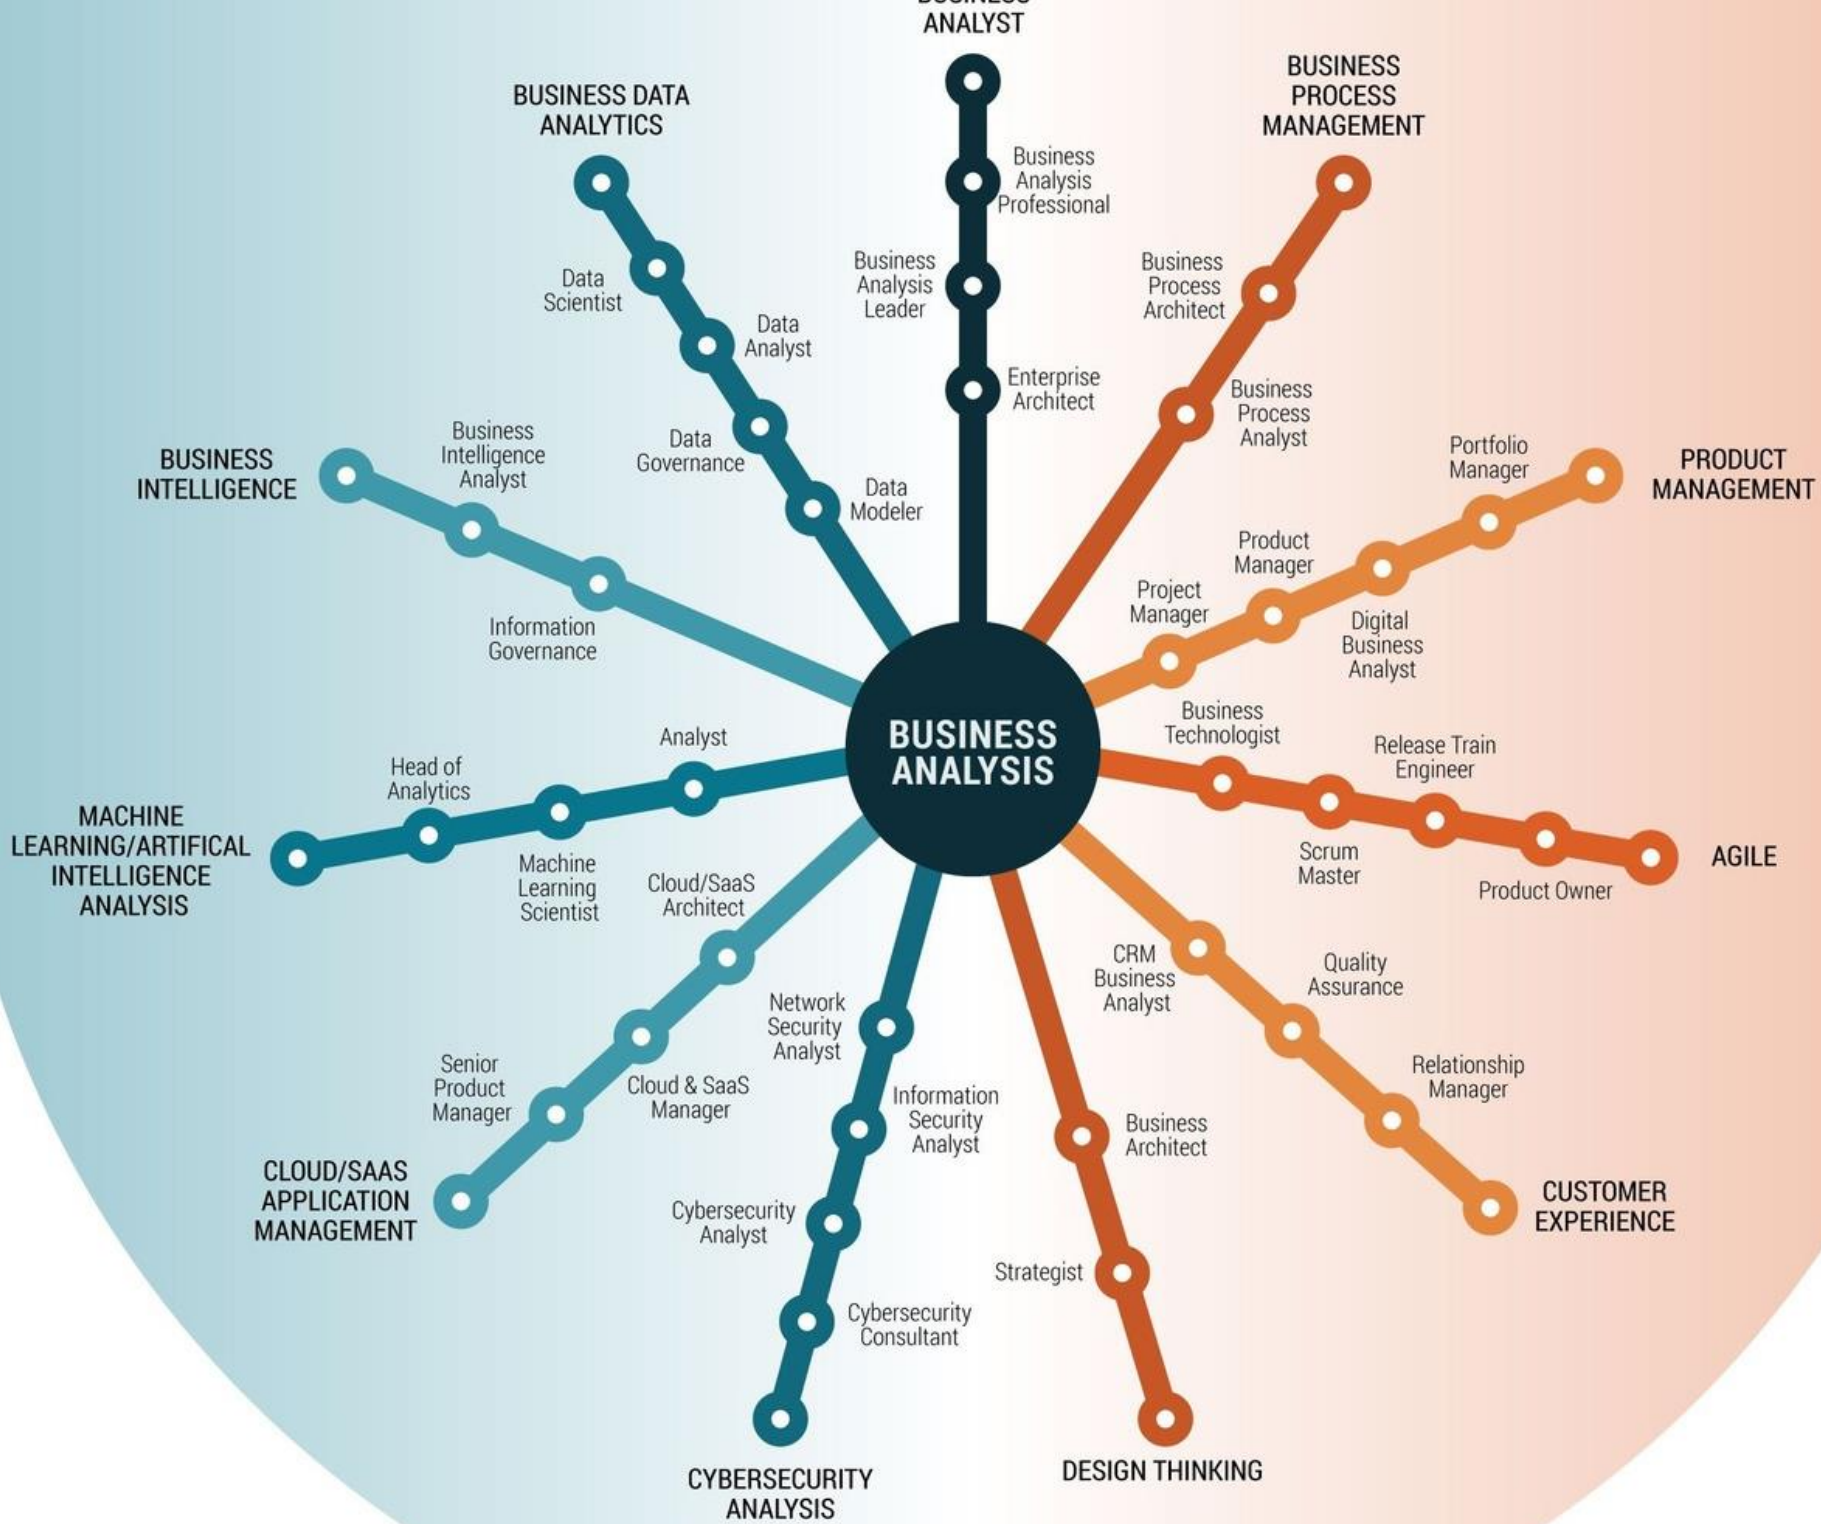 BUSINESS
ANALYST
BUSINESS DATA
ANALYTICS
Data
Scientist
Data
Analyst
Data
Governance
Data
Modeler
Business
Analysis
Professional
Business
Analysis
Leader
Enterprise
Architect
BUSINESS
PROCESS
MANAGEMENT
Business
Process
Architect
Business
Process
Analyst
BUSINESS
INTELLIGENCE
Business
Intelligence
Analyst
Information
Governance
PRODUCT
MANAGEMENT
Portfolio
Manager
Product
Manager
Project
Manager
Digital
Business
Analyst
BUSINESS
ANALYSIS
MACHINE
LEARNING/ARTIFICAL
INTELLIGENCE
ANALYSIS
Head of
Analytics
Analyst
Machine
Learning
Scientist
Business
Technologist
Release Train
Engineer
Scrum
Master
Product Owner
AGILE
Cloud/SaaS
Architect
Cloud & SaaS
Manager
Senior
Product
Manager
CLOUD/SAAS
APPLICATION
MANAGEMENT
Network
Security
Analyst
Information
Security
Analyst
Cybersecurity
Analyst
Cybersecurity
Consultant
CYBERSECURITY
ANALYSIS
CRM
Business
Analyst
Quality
Assurance
Relationship
Manager
CUSTOMER
EXPERIENCE
Business
Architect
Strategist
DESIGN THINKING